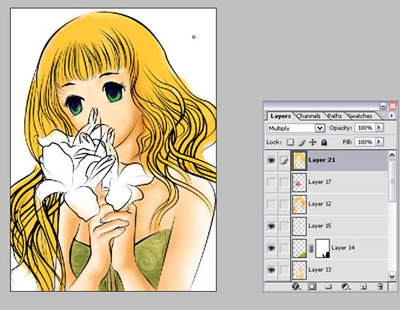 Layers Channels Paths Swatches
Multiply Opacity: 100%
Lock: Fill: 100%
Layer 21
Layer 17
Layer 12
Layer 15
Layer 14
Layer 13